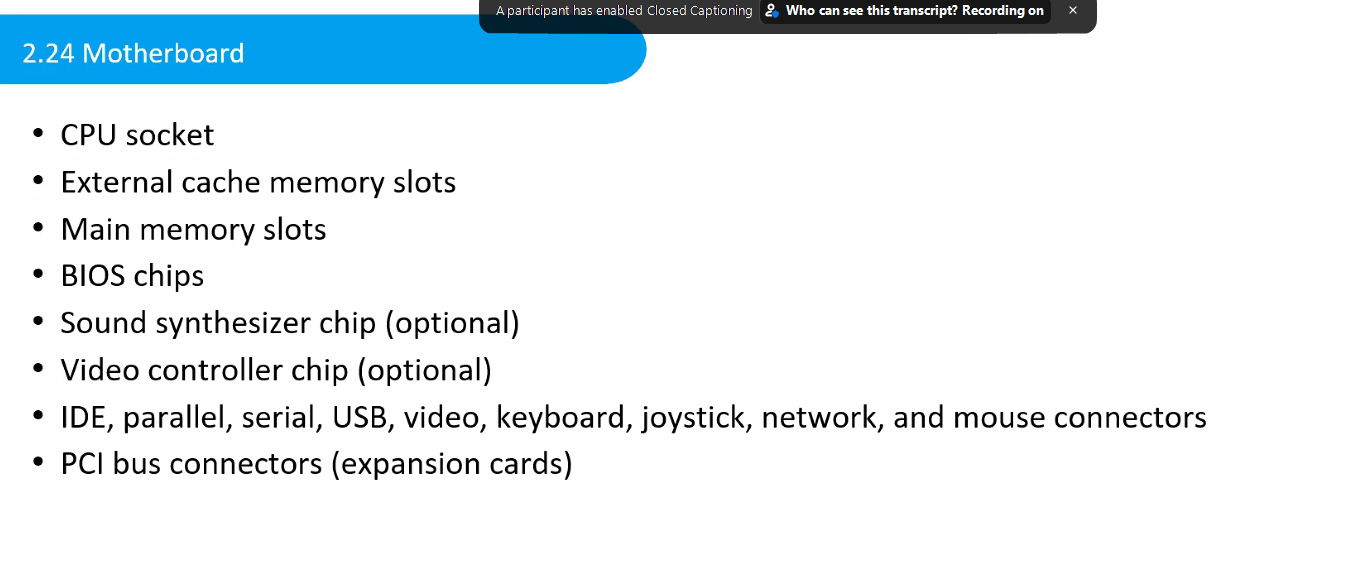 A participant has enabled Closed Captioning Who can see this transcript? Recording on ×
2.24 Motherboard
• CPU socket
• External cache memory slots
• Main memory slots
• BIOS chips
• Sound synthesizer chip (optional)
• Video controller chip (optional)
• IDE, parallel, serial, USB, video, keyboard, joystick, network, and mouse connectors
• PCI bus connectors (expansion cards)